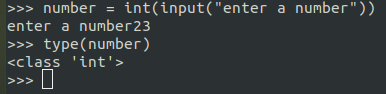 >>> number = int(input("enter a number"))
enter a number23
>>> type(number)
<class 'int'>
>>>